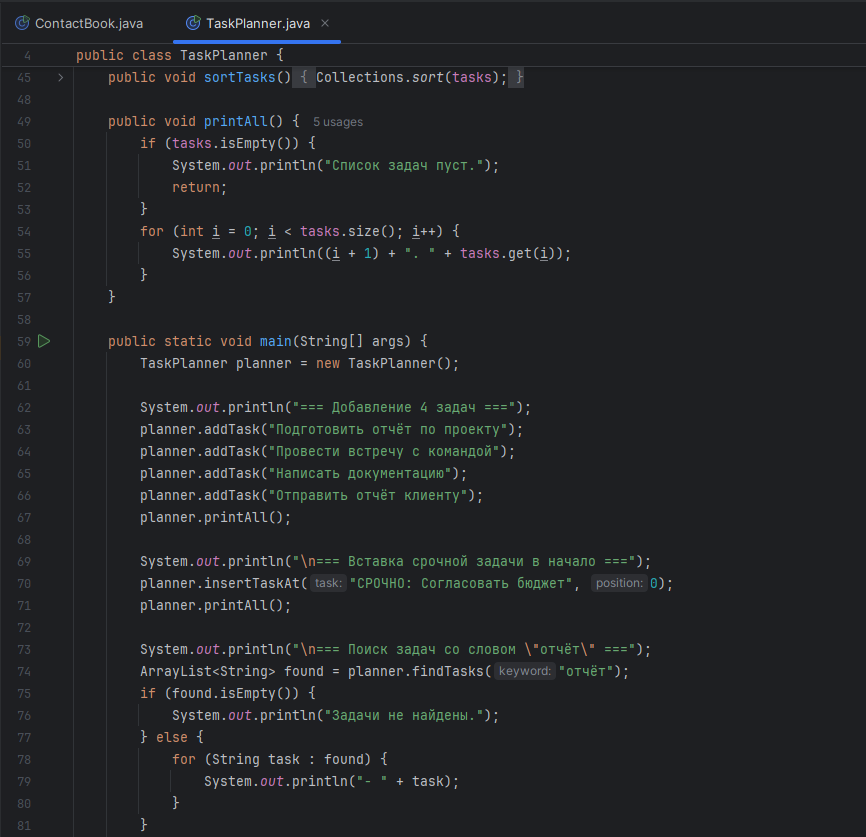 ContactBook.java TaskPlanner.java ×
4 public class TaskPlanner {
45 public void sortTasks() { Collections.sort(tasks); }
48
49 public void printAll() { 5 usages
50 if (tasks.isEmpty()) {
51 System.out.println("Список задач пуст.");
52 return;
53 }
54 for (int i = 0; i < tasks.size(); i++) {
55 System.out.println((i + 1) + ". " + tasks.get(i));
56 }
57 }
58
59 public static void main(String[] args) {
60 TaskPlanner planner = new TaskPlanner();
61
62 System.out.println("=== Добавление 4 задач ===");
63 planner.addTask("Подготовить отчёт по проекту");
64 planner.addTask("Провести встречу с командой");
65 planner.addTask("Написать документацию");
66 planner.addTask("Отправить отчёт клиенту");
67 planner.printAll();
68
69 System.out.println("\n=== Вставка срочной задачи в начало ===");
70 planner.insertTaskAt( task: "СРОЧНО: Согласовать бюджет", position: 0);
71 planner.printAll();
72
73 System.out.println("\n=== Поиск задач со словом \"отчёт\" ===");
74 ArrayList<String> found = planner.findTasks( keyword: "отчёт");
75 if (found.isEmpty()) {
76 System.out.println("Задачи не найдены.");
77 } else {
78 for (String task : found) {
79 System.out.println("- " + task);
80 }
81 }